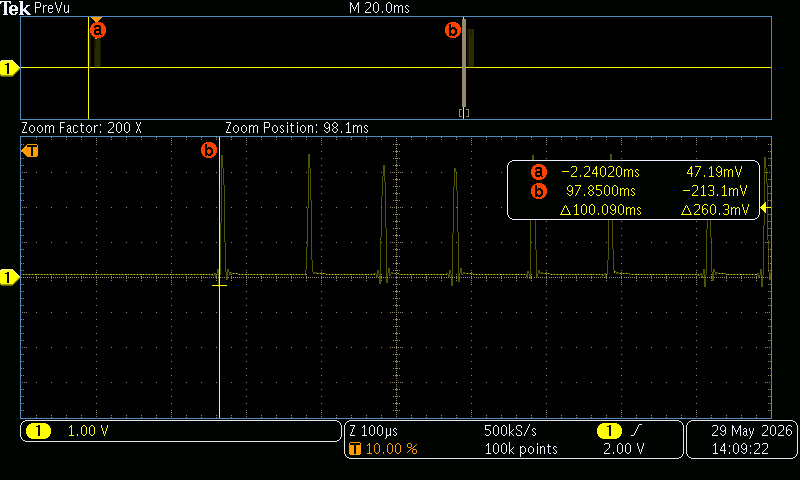 Tek PreVu M 20.0ms
a b
1
Zoom Factor: 200 X Zoom Position: 98.1ms
T b
a −2.24020ms 47.19mV
b 97.8500ms −213.1mV
Δ100.090ms Δ260.3mV
1
1 1.00 V Z 100µs 500kS/s 1 29 May 2026
T 10.00 % 100k points 2.00 V 14:09:22